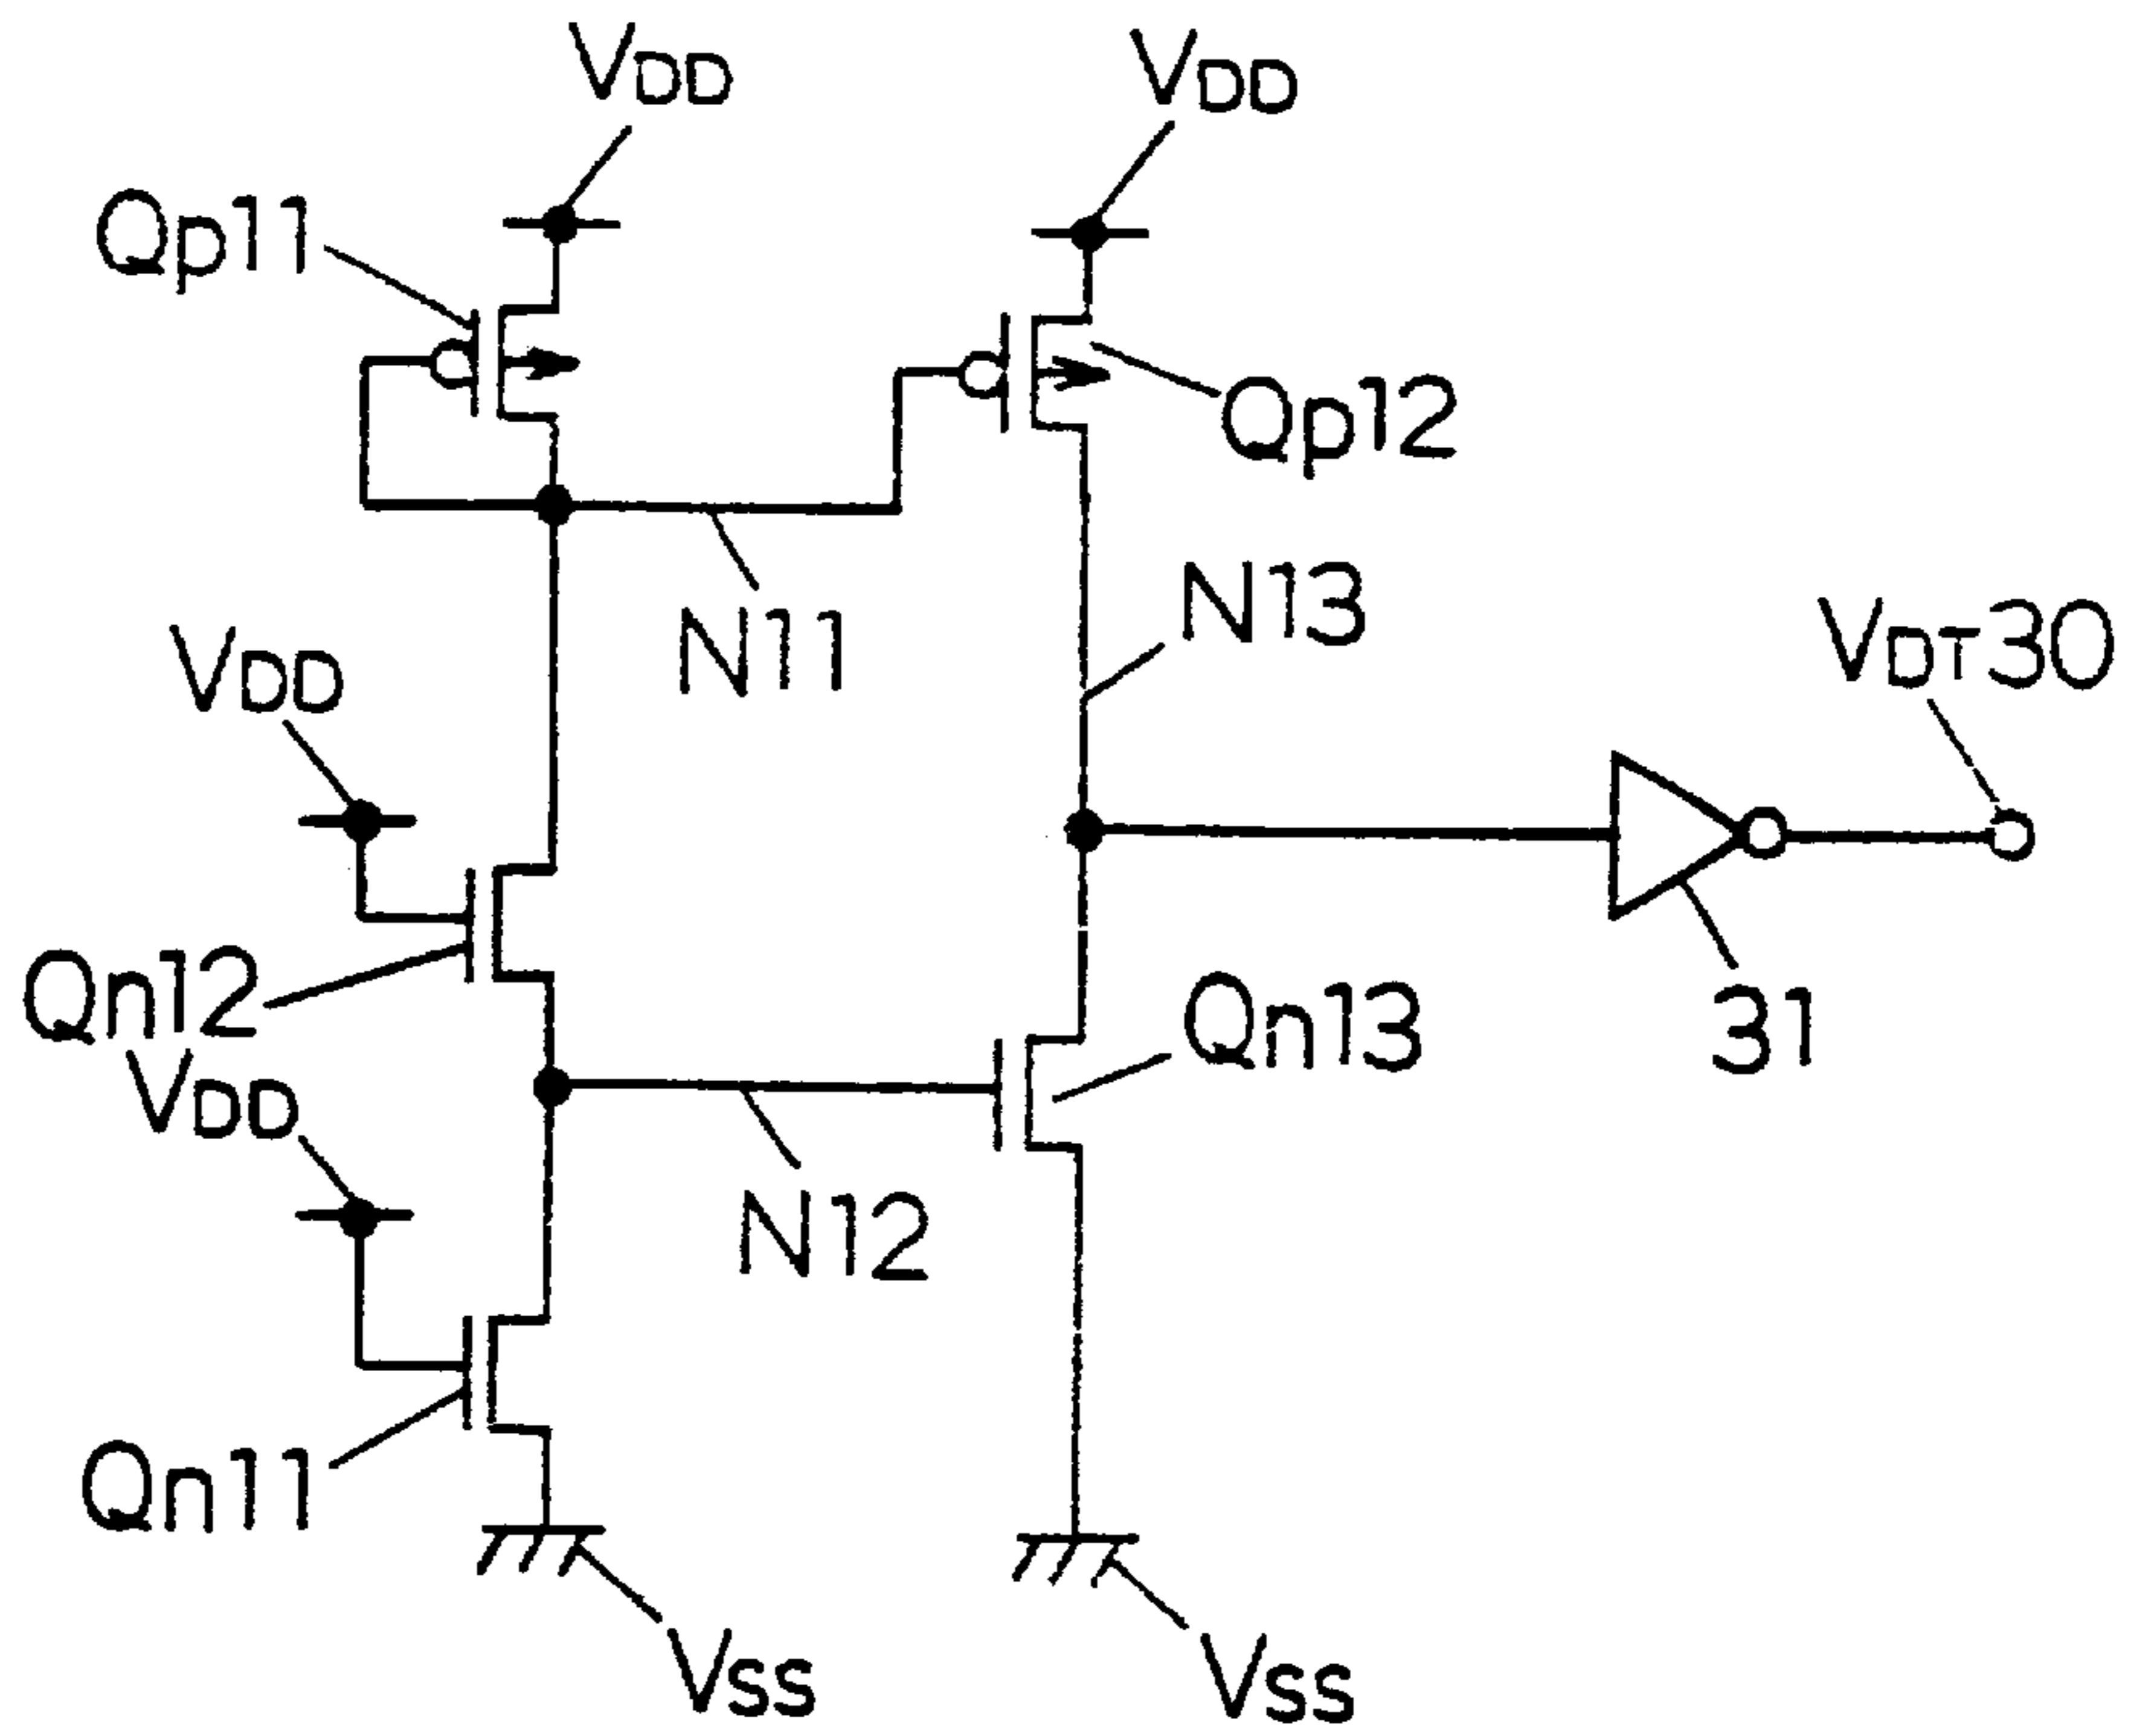 VDD
VDD
Qp11
Qp12
N11
N13
VDD
VDT30
Qn12
Qn13
31
VDD
N12
Qn11
VSS
VSS